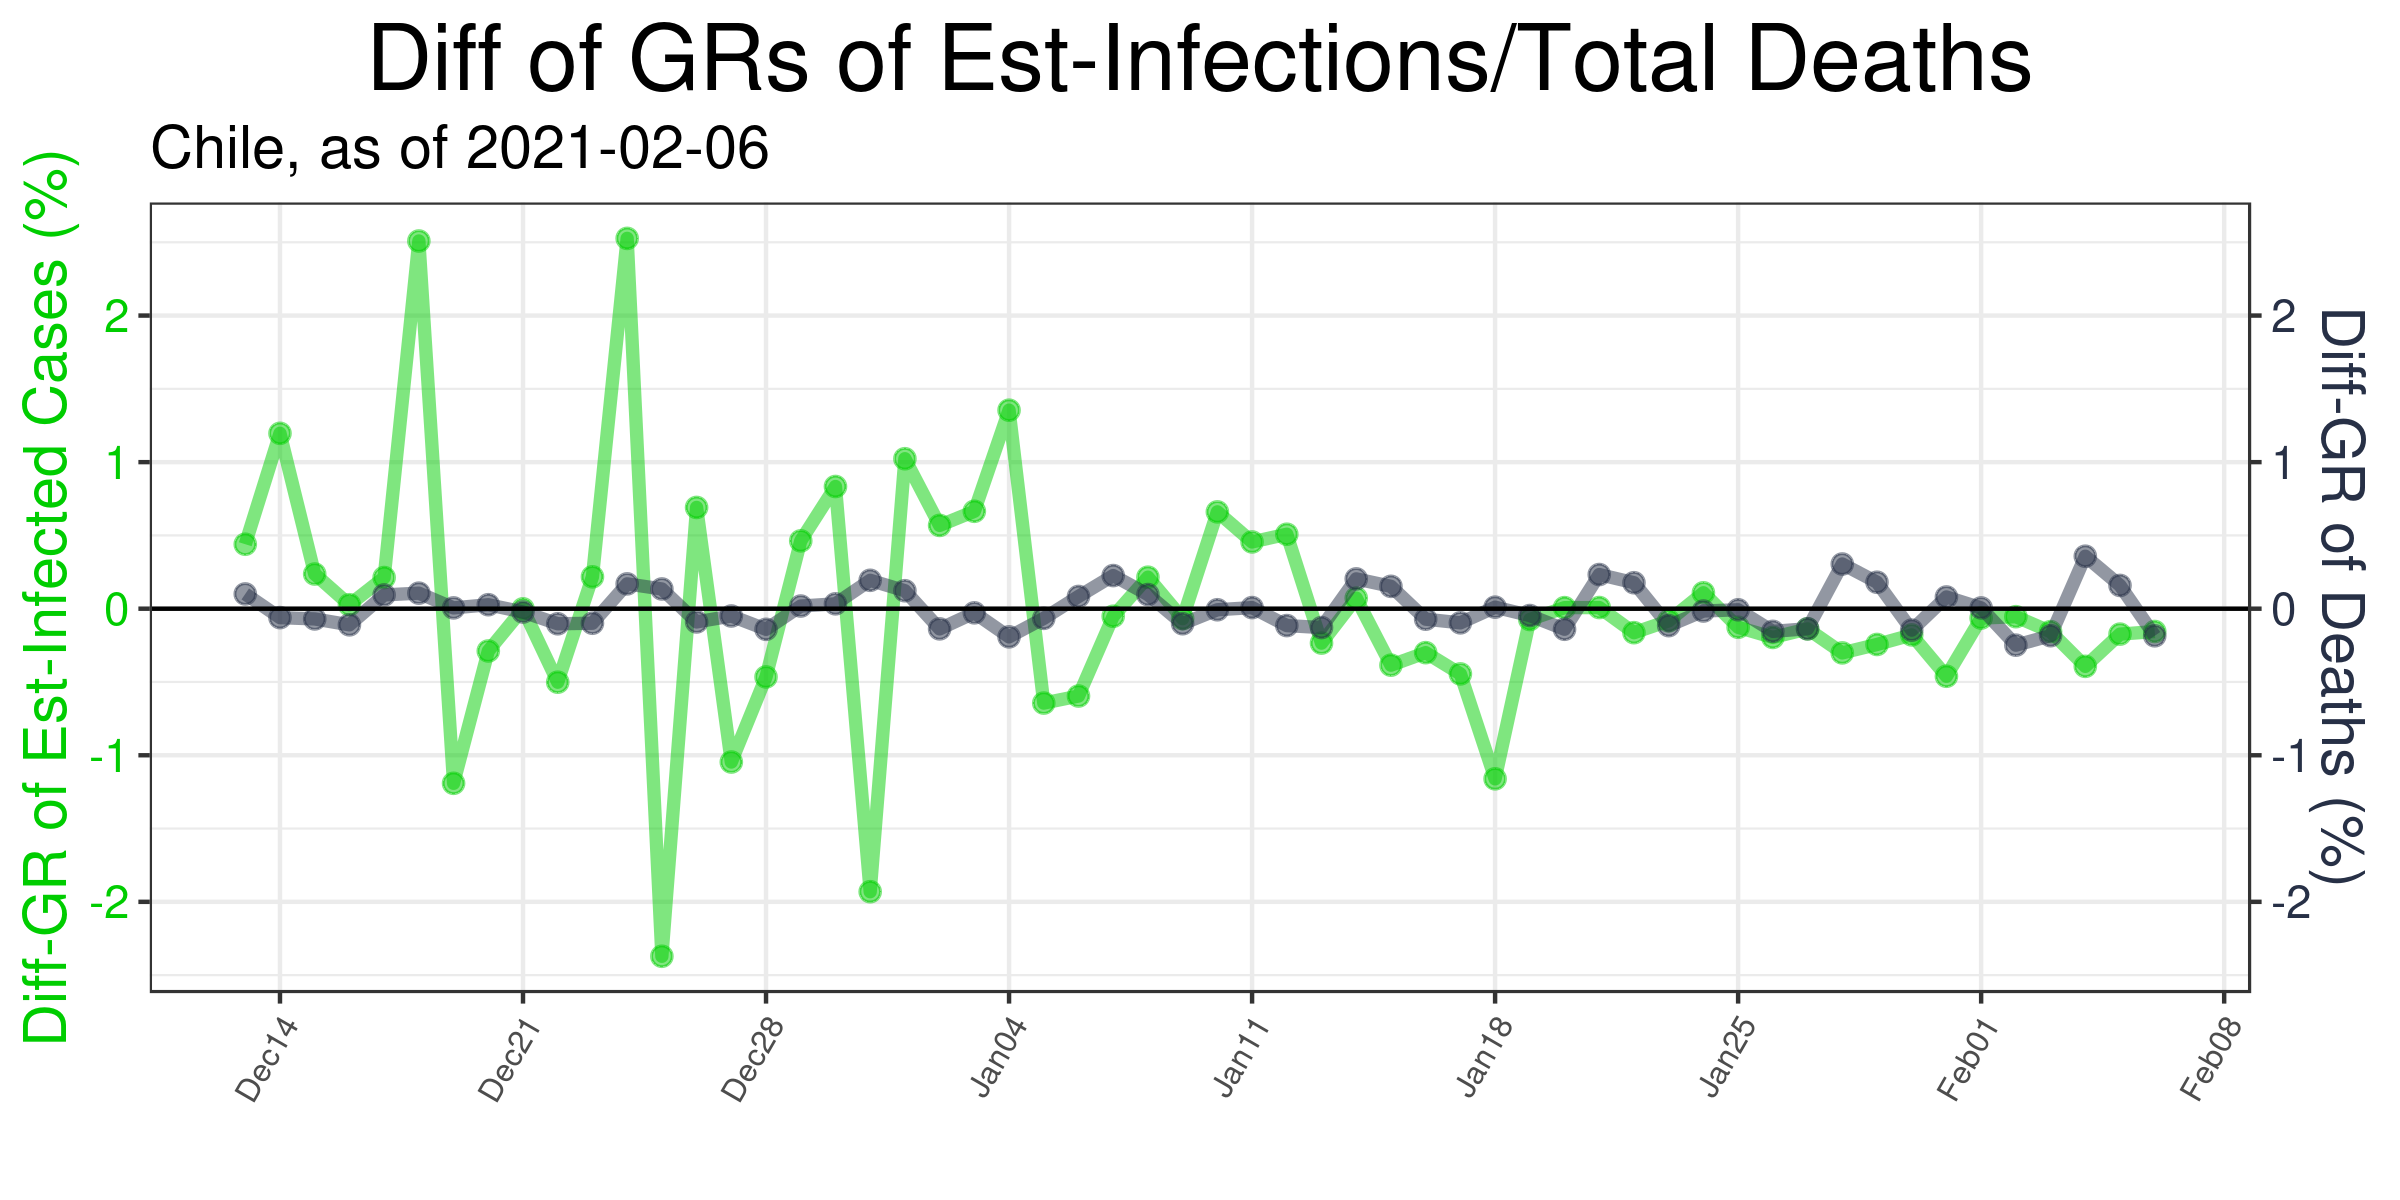 Diff of GRs of Est-Infections/Total Deaths
Chile, as of 2021-02-06
Diff-GR of Est-Infected Cases (%)
2
1
0
-1
-2
2
1
0
-1
-2
Diff-GR of Deaths (%)
Dec14
Dec21
Dec28
Jan04
Jan11
Jan18
Jan25
Feb01
Feb08